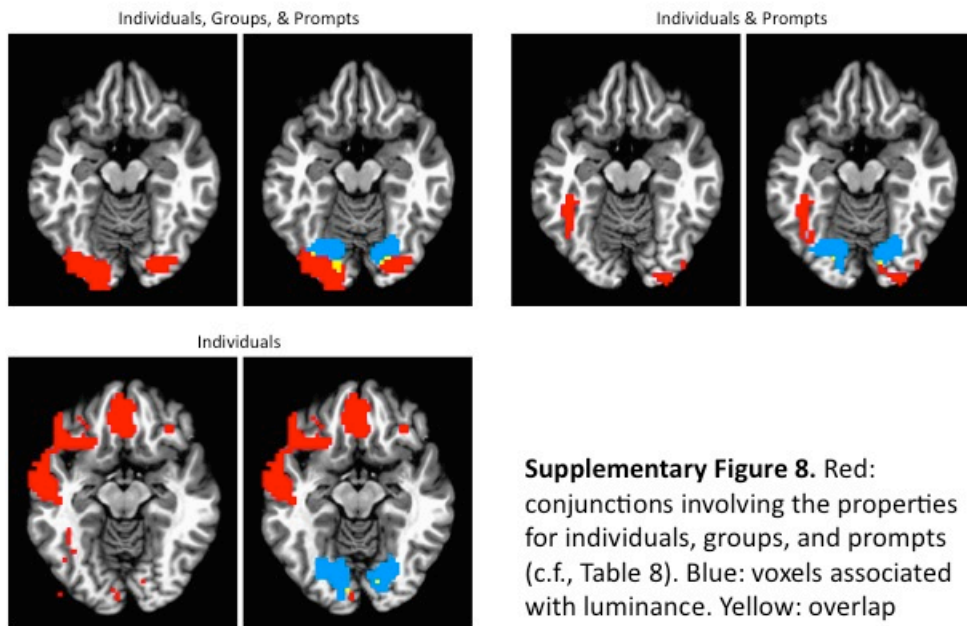 Individuals, Groups, & Prompts
Individuals & Prompts
Individuals
Supplementary Figure 8. Red:
conjunctions involving the properties
for individuals, groups, and prompts
(c.f., Table 8). Blue: voxels associated
with luminance. Yellow: overlap